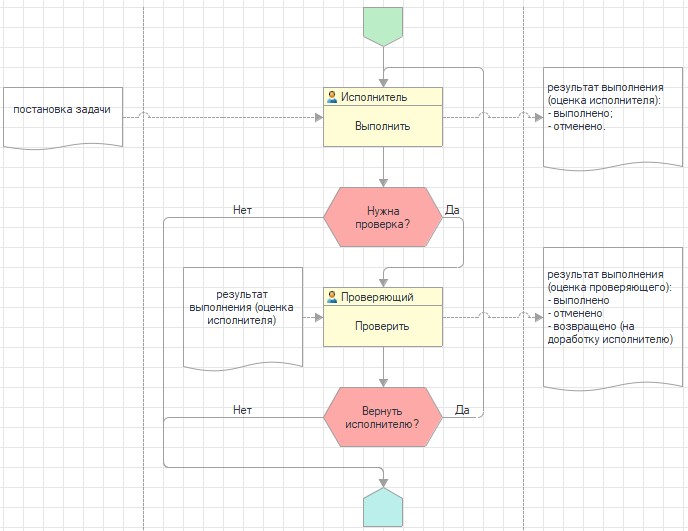 Исполнитель
Выполнить
постановка задачи
результат выполнения
(оценка исполнителя):
- выполнено;
- отменено.
Нужна
проверка?
Нет
Да
результат
выполнения (оценка
исполнителя)
Проверяющий
Проверить
результат выполнения
(оценка проверяющего):
- выполнено
- отменено
- возвращено (на
доработку исполнителю)
Вернуть
исполнителю?
Нет
Да